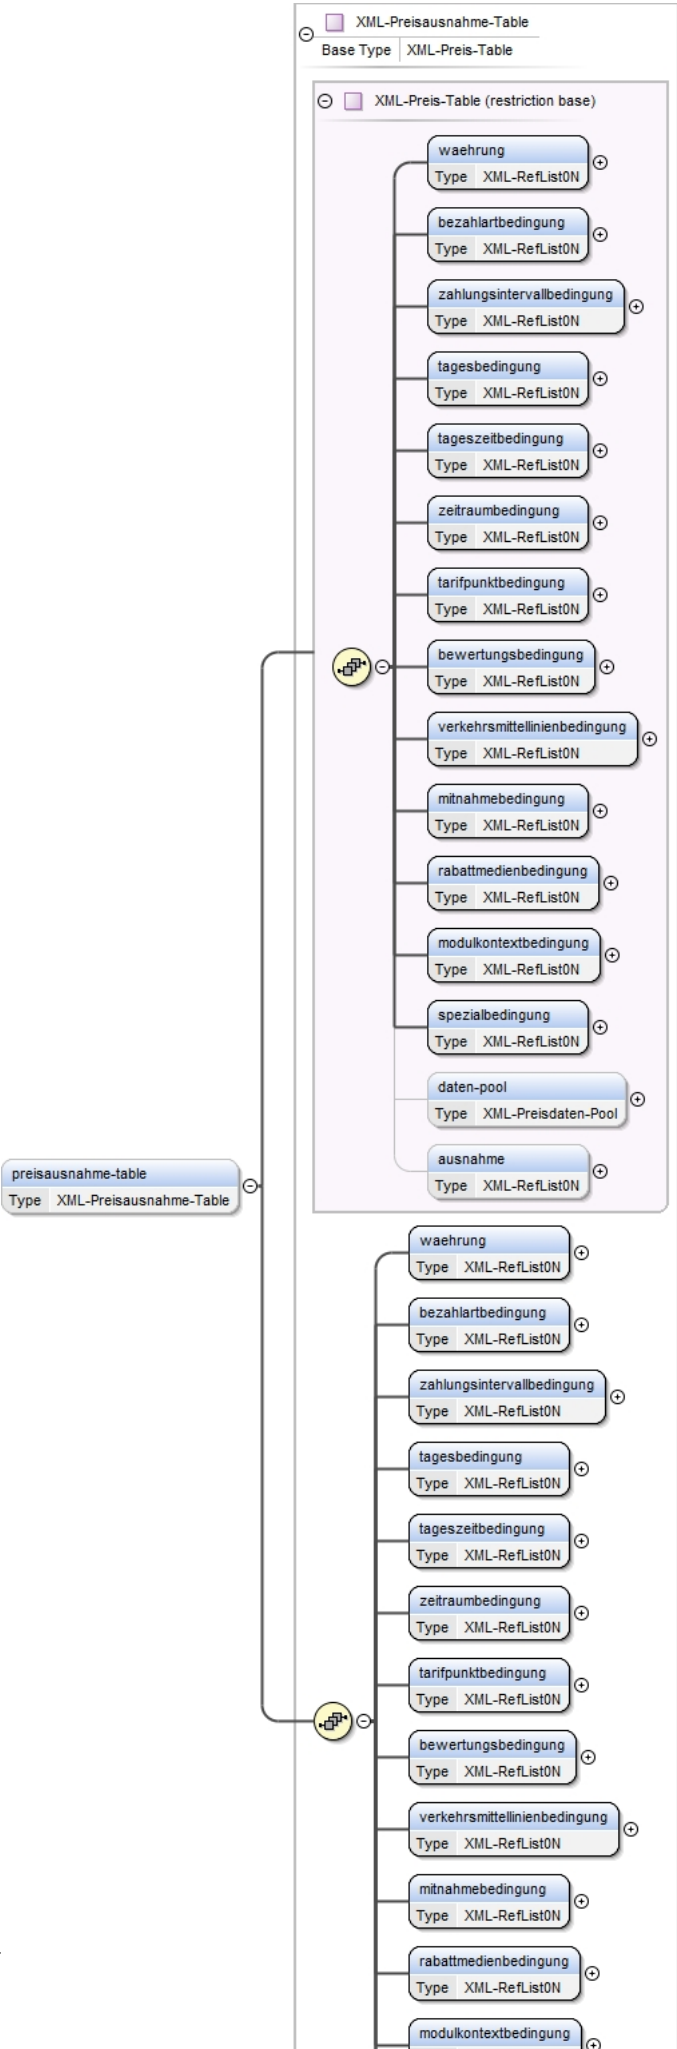 XML-Preisausnahme-Table
Base Type XML-Preis-Table
XML-Preis-Table (restriction base)
waehrung
Type XML-RefList0N
bezahlartbedingung
Type XML-RefList0N
zahlungsintervallbedingung
Type XML-RefList0N
tagesbedingung
Type XML-RefList0N
tageszeitbedingung
Type XML-RefList0N
zeitraumbedingung
Type XML-RefList0N
tarifpunktbedingung
Type XML-RefList0N
bewertungsbedingung
Type XML-RefList0N
verkehrsmittellinienbedingung
Type XML-RefList0N
mitnahmebedingung
Type XML-RefList0N
rabattmedienbedingung
Type XML-RefList0N
modulkontextbedingung
Type XML-RefList0N
spezialbedingung
Type XML-RefList0N
daten-pool
Type XML-Preisdaten-Pool
ausnahme
Type XML-RefList0N
preisausnahme-table
Type XML-Preisausnahme-Table
waehrung
Type XML-RefList0N
bezahlartbedingung
Type XML-RefList0N
zahlungsintervallbedingung
Type XML-RefList0N
tagesbedingung
Type XML-RefList0N
tageszeitbedingung
Type XML-RefList0N
zeitraumbedingung
Type XML-RefList0N
tarifpunktbedingung
Type XML-RefList0N
bewertungsbedingung
Type XML-RefList0N
verkehrsmittellinienbedingung
Type XML-RefList0N
mitnahmebedingung
Type XML-RefList0N
rabattmedienbedingung
Type XML-RefList0N
modulkontextbedingung